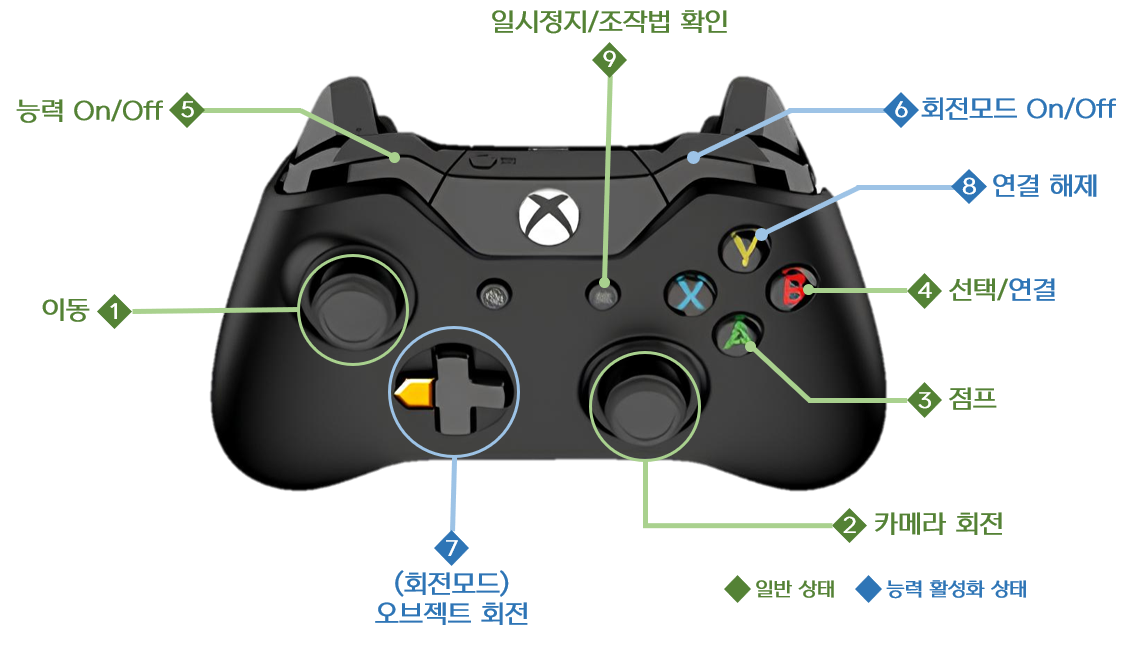 일시정지/조작법 확인
9
능력 On/Off 5
6 회전모드 On/Off
8 연결 해제
Y
X
B
4 선택/연결
이동 1
A
3 점프
2 카메라 회전
7
(회전모드)
오브젝트 회전
일반 상태
능력 활성화 상태